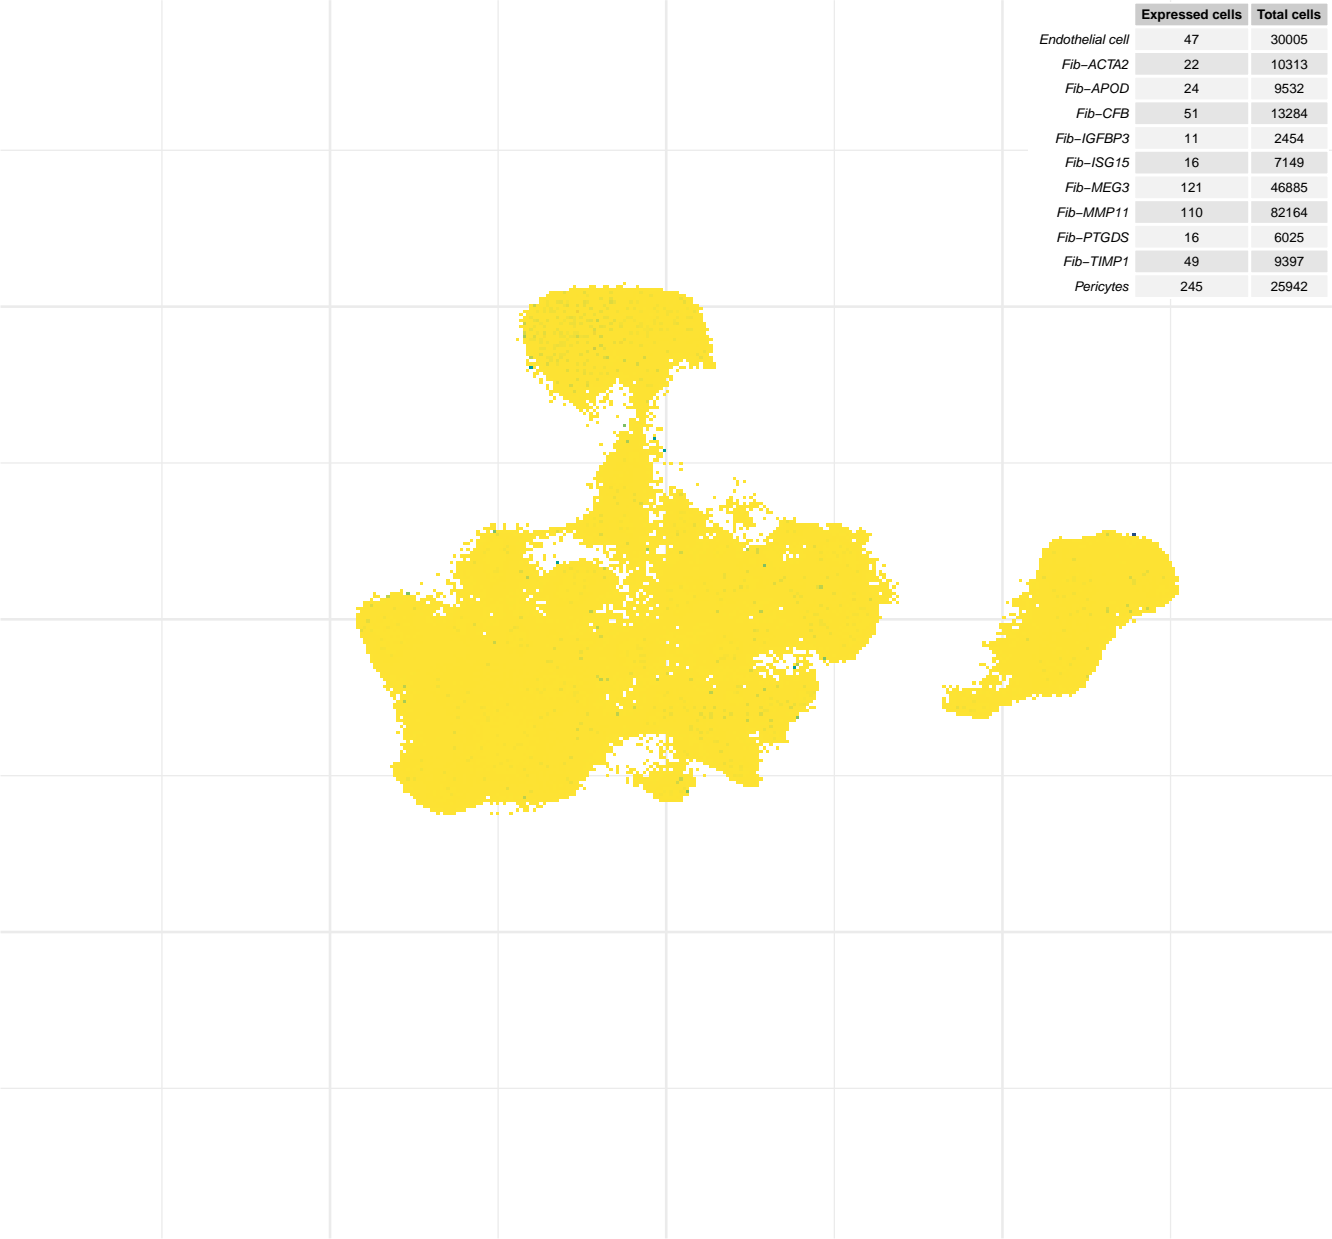 Expressed cells Total cells
Endothelial cell 47 30005
Fib−ACTA2 22 10313
Fib−APOD 24 9532
Fib−CFB 51 13284
Fib−IGFBP3 11 2454
Fib−ISG15 16 7149
Fib−MEG3 121 46885
Fib−MMP11 110 82164
Fib−PTGDS 16 6025
Fib−TIMP1 49 9397
Pericytes 245 25942